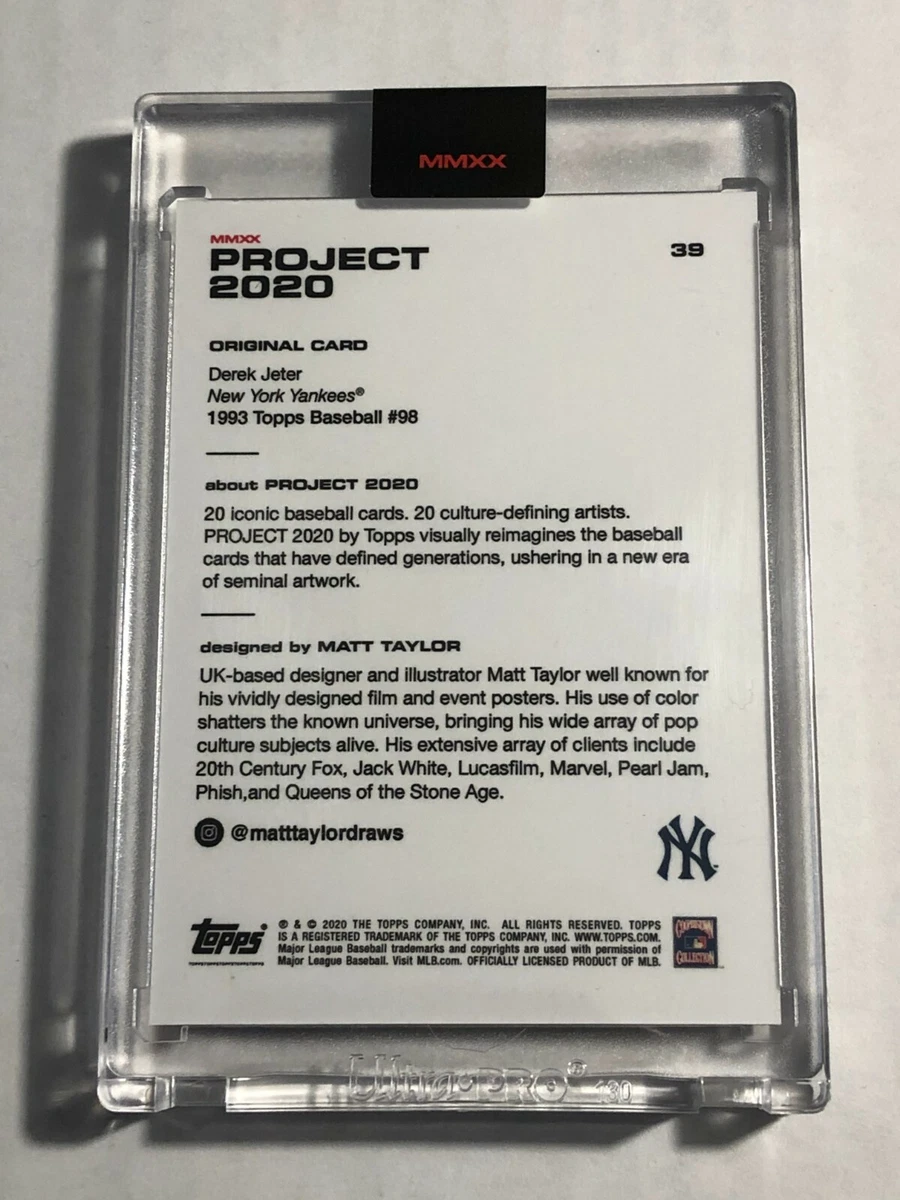 MMXX
MMXX
PROJECT
2020
39
ORIGINAL CARD
Derek Jeter
New York Yankees®
1993 Topps Baseball #98
about PROJECT 2020
20 iconic baseball cards. 20 culture-defining artists.
PROJECT 2020 by Topps visually reimagines the baseball
cards that have defined generations, ushering in a new era
of seminal artwork.
designed by MATT TAYLOR
UK-based designer and illustrator Matt Taylor well known for
his vividly designed film and event posters. His use of color
shatters the known universe, bringing his wide array of pop
culture subjects alive. His extensive array of clients include
20th Century Fox, Jack White, Lucasfilm, Marvel, Pearl Jam,
Phish,and Queens of the Stone Age.
@matttaylordraws
NY
Topps®
TOPPSTOPPSTOPPSTOPPSTOPPS
® & © 2020 THE TOPPS COMPANY, INC. ALL RIGHTS RESERVED. TOPPS
IS A REGISTERED TRADEMARK OF THE TOPPS COMPANY, INC. WWW.TOPPS.COM.
Major League Baseball trademarks and copyrights are used with permission of
Major League Baseball. Visit MLB.com. OFFICIALLY LICENSED PRODUCT OF MLB.
COOPERSTOWN
COLLECTION
Ultra•PRO® 130